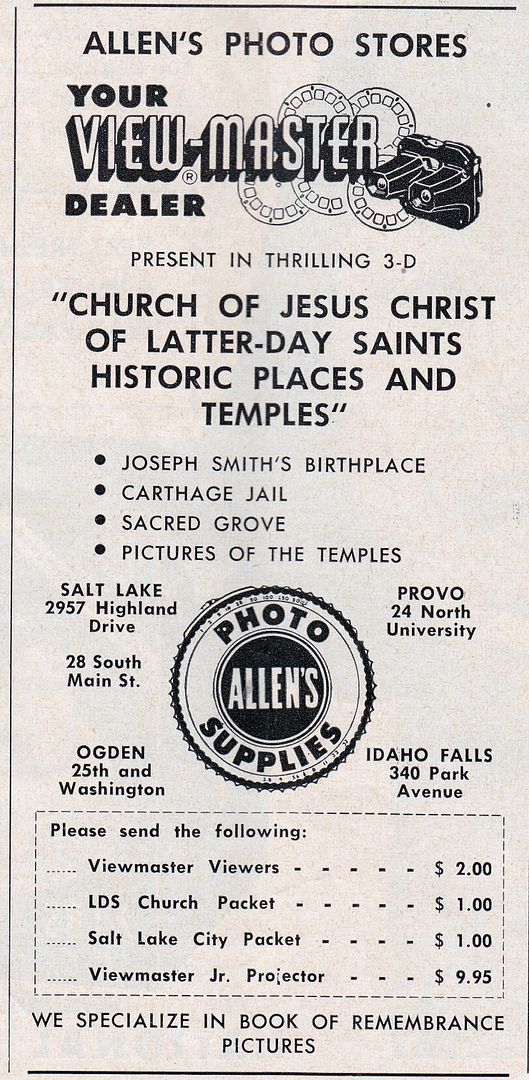 ALLEN'S PHOTO STORES
YOUR
VIEW-MASTER®
DEALER
PRESENT IN THRILLING 3-D
"CHURCH OF JESUS CHRIST
OF LATTER-DAY SAINTS
HISTORIC PLACES AND
TEMPLES"
• JOSEPH SMITH'S BIRTHPLACE
• CARTHAGE JAIL
• SACRED GROVE
• PICTURES OF THE TEMPLES
SALT LAKE
2957 Highland
Drive
28 South
Main St.
PROVO
24 North
University
PHOTO
ALLEN'S
SUPPLIES
OGDEN
25th and
Washington
IDAHO FALLS
340 Park
Avenue
Please send the following:
...... Viewmaster Viewers - - - - - $ 2.00
...... LDS Church Packet - - - - - $ 1.00
...... Salt Lake City Packet - - - - $ 1.00
...... Viewmaster Jr. Projector - - - $ 9.95
WE SPECIALIZE IN BOOK OF REMEMBRANCE
PICTURES